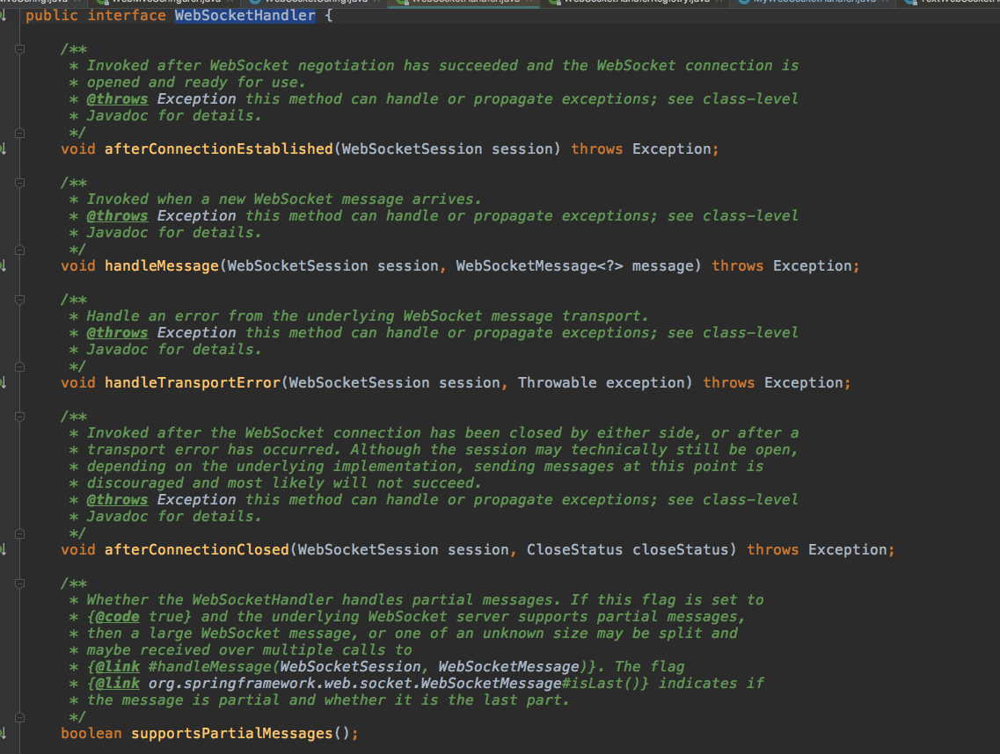 public interface WebSocketHandler {
/**
* Invoked after WebSocket negotiation has succeeded and the WebSocket connection is
* opened and ready for use.
* @throws Exception this method can handle or propagate exceptions; see class-level
* Javadoc for details.
*/
void afterConnectionEstablished(WebSocketSession session) throws Exception;
/**
* Invoked when a new WebSocket message arrives.
* @throws Exception this method can handle or propagate exceptions; see class-level
* Javadoc for details.
*/
void handleMessage(WebSocketSession session, WebSocketMessage<?> message) throws Exception;
/**
* Handle an error from the underlying WebSocket message transport.
* @throws Exception this method can handle or propagate exceptions; see class-level
* Javadoc for details.
*/
void handleTransportError(WebSocketSession session, Throwable exception) throws Exception;
/**
* Invoked after the WebSocket connection has been closed by either side, or after a
* transport error has occurred. Although the session may technically still be open,
* depending on the underlying implementation, sending messages at this point is
* discouraged and most likely will not succeed.
* @throws Exception this method can handle or propagate exceptions; see class-level
* Javadoc for details.
*/
void afterConnectionClosed(WebSocketSession session, CloseStatus closeStatus) throws Exception;
/**
* Whether the WebSocketHandler handles partial messages. If this flag is set to
* {@code true} and the underlying WebSocket server supports partial messages,
* then a large WebSocket message, or one of an unknown size may be split and
* maybe received over multiple calls to
* {@link #handleMessage(WebSocketSession, WebSocketMessage)}. The flag
* {@link org.springframework.web.socket.WebSocketMessage#isLast()} indicates if
* the message is partial and whether it is the last part.
*/
boolean supportsPartialMessages();